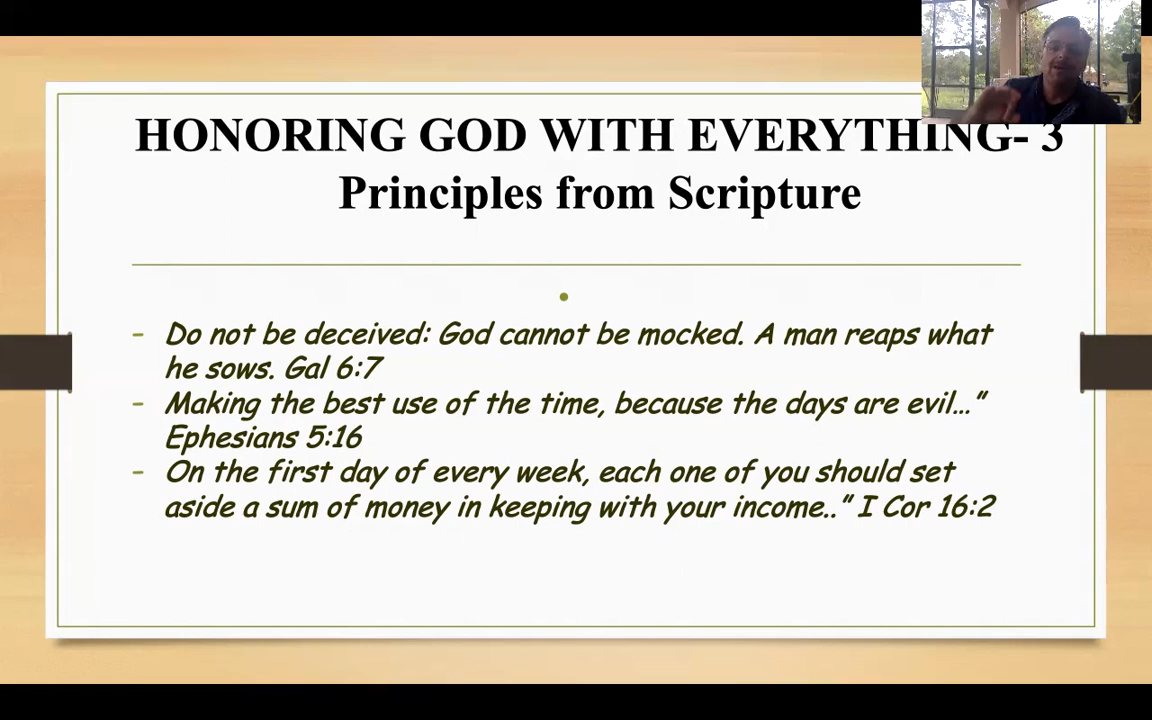 HONORING GOD WITH EVERYTHING- 3
Principles from Scripture
•
- Do not be deceived: God cannot be mocked. A man reaps what
he sows. Gal 6:7
- Making the best use of the time, because the days are evil…”
Ephesians 5:16
- On the first day of every week, each one of you should set
aside a sum of money in keeping with your income..” I Cor 16:2